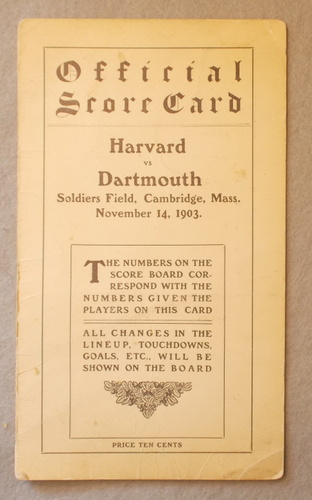 Official
Score Card
Harvard
vs
Dartmouth
Soldiers Field, Cambridge, Mass.
November 14, 1903.
THE NUMBERS ON THE
SCORE BOARD COR-
RESPOND WITH THE
NUMBERS GIVEN THE
PLAYERS ON THIS CARD
ALL CHANGES IN THE
LINEUP, TOUCHDOWNS,
GOALS, ETC., WILL BE
SHOWN ON THE BOARD
PRICE TEN CENTS